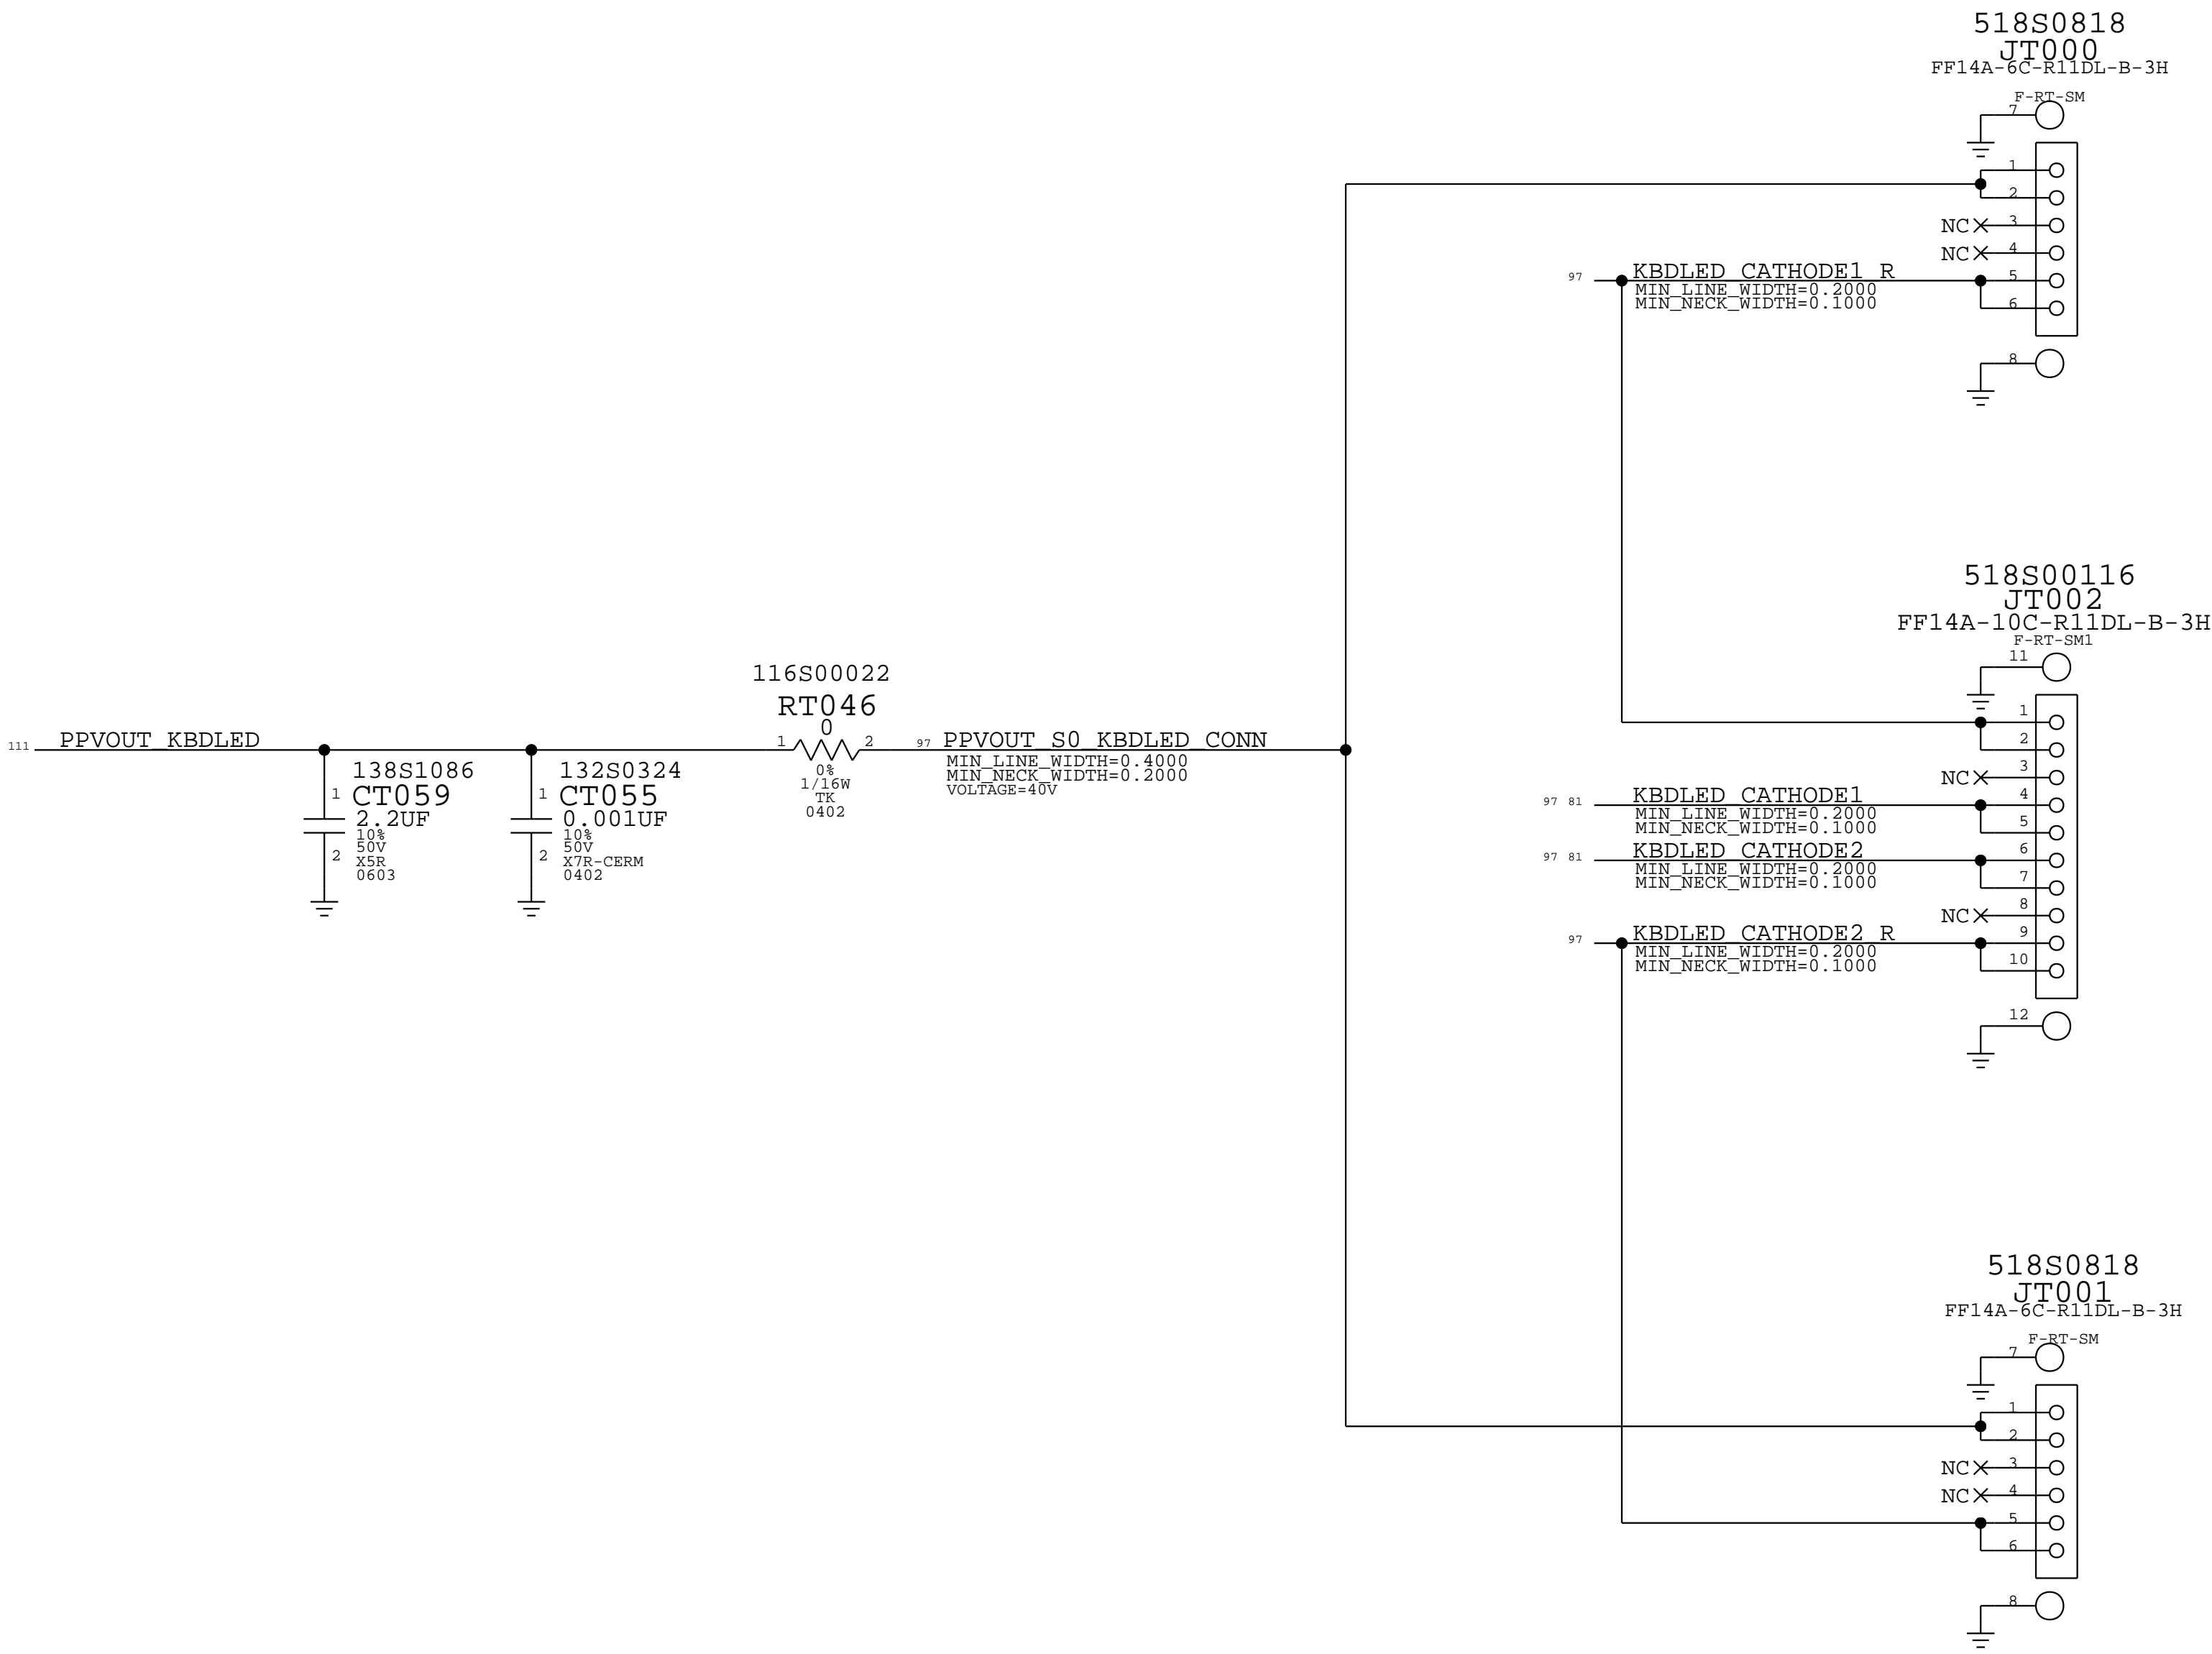 518S0818
JT000
FF14A-6C-R11DL-B-3H
F-RT-SM
7
1
2
NC 3
NC 4
97 KBDLED_CATHODE1_R 5
MIN_LINE_WIDTH=0.2000
MIN_NECK_WIDTH=0.1000 6
8
518S00116
JT002
FF14A-10C-R11DL-B-3H
F-RT-SM1
11
116S00022
RT046
0
111 PPVOUT_KBDLED
1 2
97 PPVOUT_S0_KBDLED_CONN
MIN_LINE_WIDTH=0.4000
MIN_NECK_WIDTH=0.2000
VOLTAGE=40V
0%
1/16W
TK
0402
138S1086
1 CT059
2.2UF
10%
50V
2 X5R
0603
132S0324
1 CT055
0.001UF
10%
50V
2 X7R-CERM
0402
1
2
NC 3
97 81 KBDLED_CATHODE1 4
MIN_LINE_WIDTH=0.2000
MIN_NECK_WIDTH=0.1000 5
97 81 KBDLED_CATHODE2 6
MIN_LINE_WIDTH=0.2000
MIN_NECK_WIDTH=0.1000 7
NC 8
97 KBDLED_CATHODE2_R 9
MIN_LINE_WIDTH=0.2000
MIN_NECK_WIDTH=0.1000 10
12
518S0818
JT001
FF14A-6C-R11DL-B-3H
F-RT-SM
7
1
2
NC 3
NC 4
5
6
8